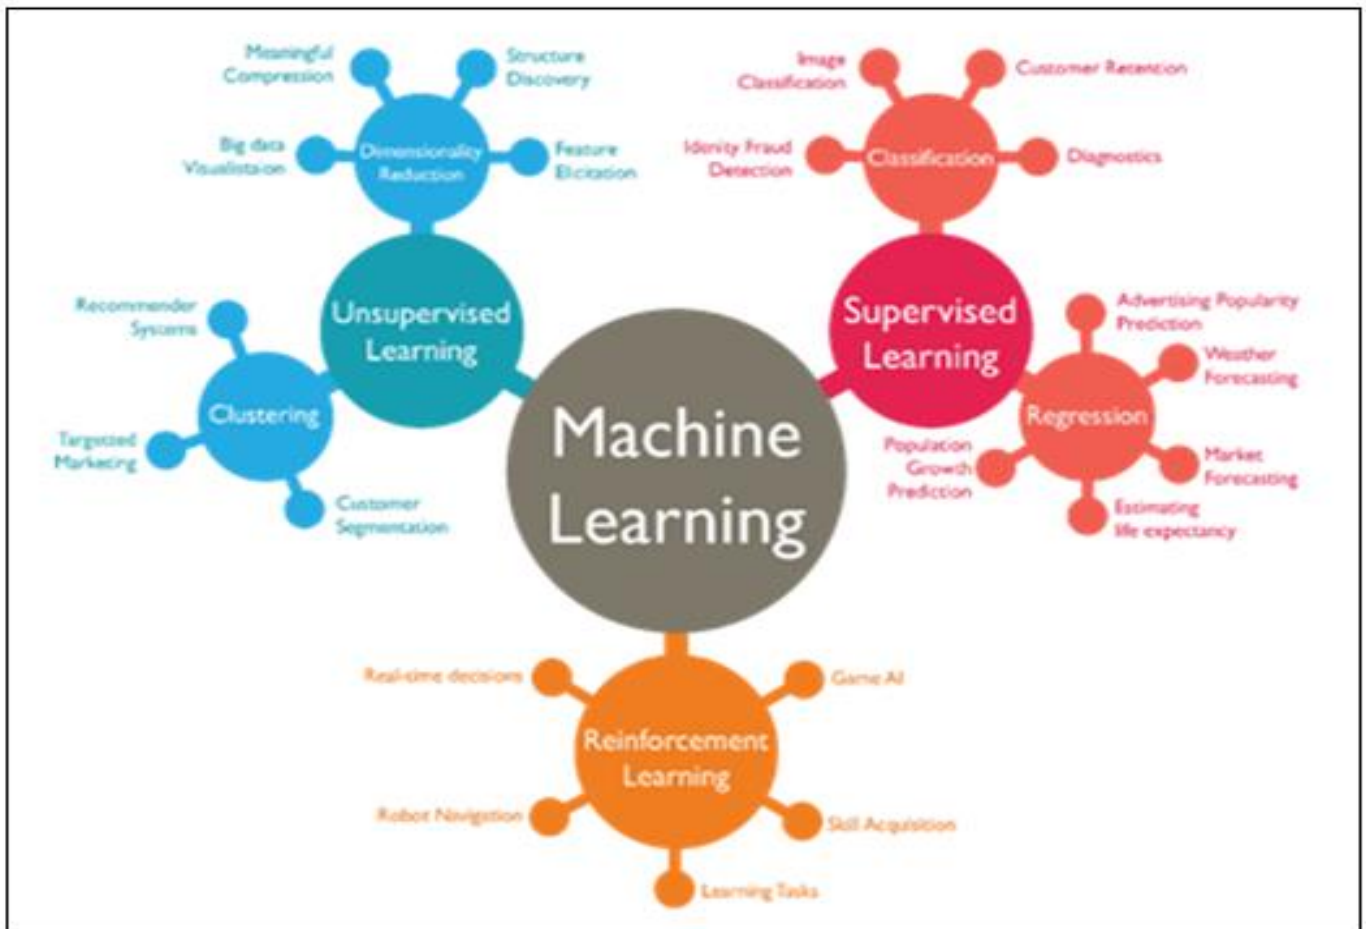 Meaningful
Compression
Structure
Discovery
Big data
Visualistaion
Dimensionality
Reduction
Feature
Elicitation
Image
Classification
Customer Retention
Idenity Fraud
Detection
Classification
Diagnostics
Unsupervised
Learning
Supervised
Learning
Recommender
Systems
Clustering
Targetted
Marketing
Customer
Segmentation
Advertising Popularity
Prediction
Weather
Forecasting
Regression
Population
Growth
Prediction
Market
Forecasting
Estimating
life expectancy
Machine
Learning
Real-time decisions
Game AI
Reinforcement
Learning
Robot Navigation
Skill Acquisition
Learning Tasks